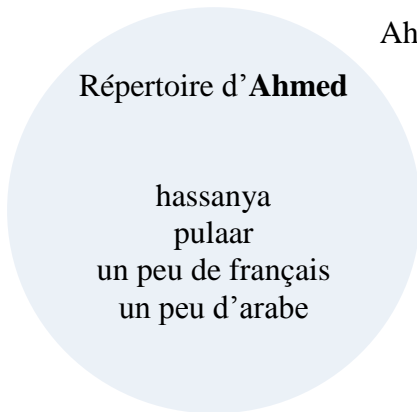 Ah
Répertoire d’Ahmed
hassanya
pulaar
un peu de français
un peu d’arabe